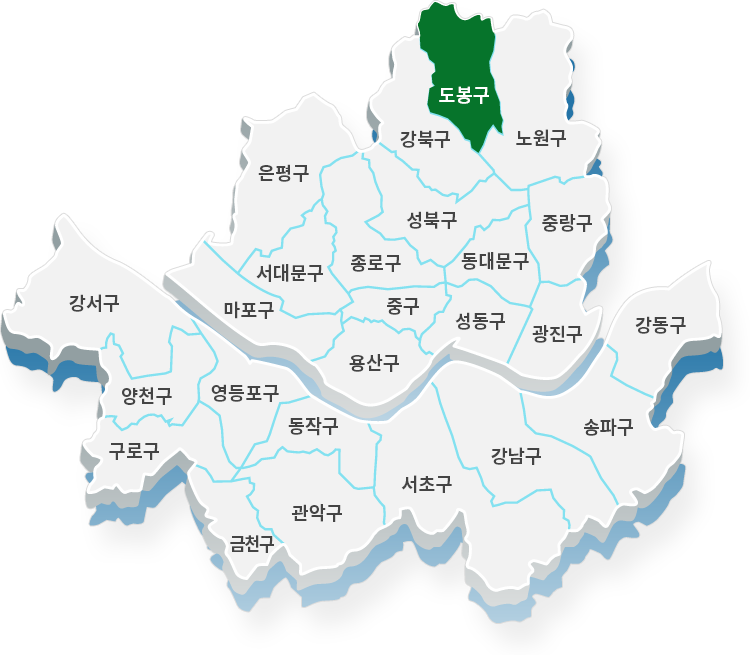 도봉구
강북구
노원구
은평구
성북구
중랑구
서대문구
종로구
동대문구
강서구
마포구
중구
성동구
광진구
강동구
용산구
양천구
영등포구
동작구
송파구
구로구
강남구
서초구
관악구
금천구